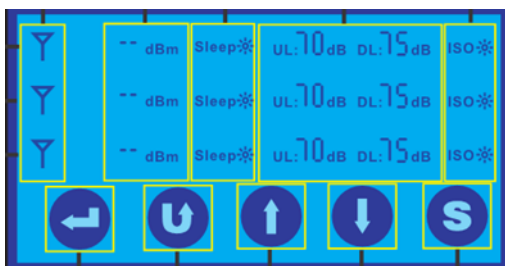 -- dBm Sleep UL:70dB DL:75dB ISO
-- dBm Sleep UL:70dB DL:75dB ISO
-- dBm Sleep UL:70dB DL:75dB ISO
U S